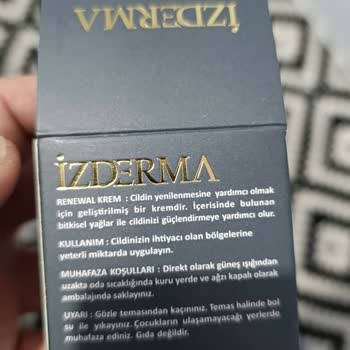 İZDERMA
İZDERMA
RENEWAL KREM : Cildin yenilenmesine yardımcı olmak
için geliştirilmiş bir kremdir. İçerisinde bulunan
bitkisel yağlar ile cildinizi güçlendirmeye yardımcı olur.
KULLANIM : Cildinizin ihtiyacı olan bölgelerine
yeterli miktarda uygulayın.
MUHAFAZA KOŞULLARI : Direkt olarak güneş ışığından
uzakta oda sıcaklığında kuru yerde ve ağzı kapalı olarak
ambalajında saklayınız.
UYARI : Gözle temasından kaçınınız. Temas halinde bol
su ile yıkayınız. Çocukların ulaşamayacağı yerlerde
muhafaza ediniz. Gıda değildir.